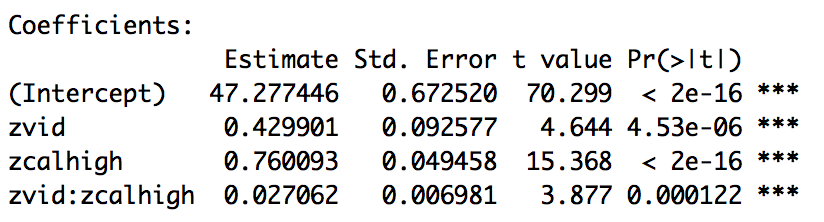 Coefficients:
Estimate Std. Error t value Pr(>|t|)
(Intercept) 47.277446 0.672520 70.299 < 2e-16 ***
zvid 0.429901 0.092577 4.644 4.53e-06 ***
zcalhigh 0.760093 0.049458 15.368 < 2e-16 ***
zvid:zcalhigh 0.027062 0.006981 3.877 0.000122 ***